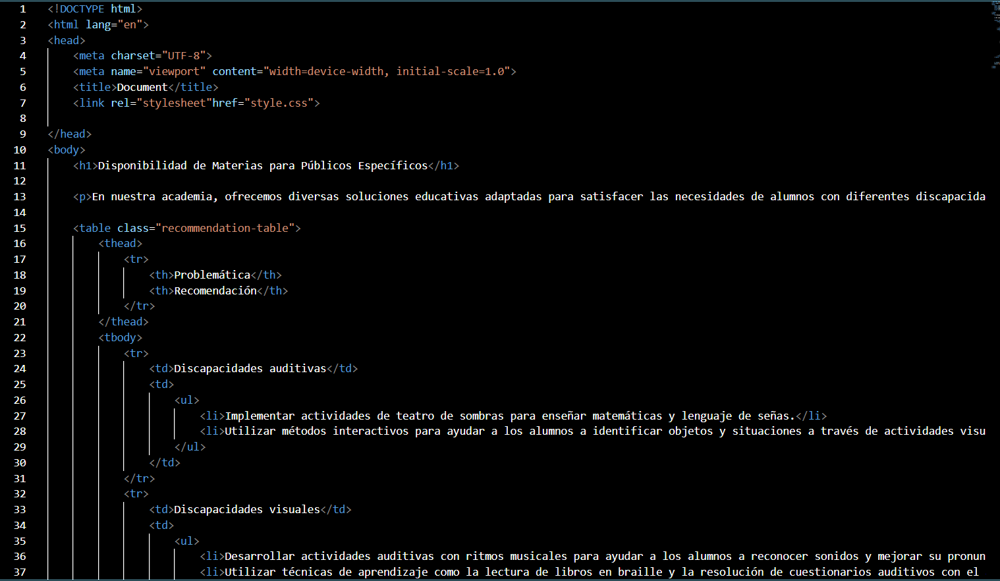 1 <!DOCTYPE html>
2 <html lang="en">
3 <head>
4 <meta charset="UTF-8">
5 <meta name="viewport" content="width=device-width, initial-scale=1.0">
6 <title>Document</title>
7 <link rel="stylesheet"href="style.css">
8
9 </head>
10 <body>
11 <h1>Disponibilidad de Materias para Públicos Específicos</h1>
12
13 <p>En nuestra academia, ofrecemos diversas soluciones educativas adaptadas para satisfacer las necesidades de alumnos con diferentes discapacida
14
15 <table class="recommendation-table">
16 <thead>
17 <tr>
18 <th>Problemática</th>
19 <th>Recomendación</th>
20 </tr>
21 </thead>
22 <tbody>
23 <tr>
24 <td>Discapacidades auditivas</td>
25 <td>
26 <ul>
27 <li>Implementar actividades de teatro de sombras para enseñar matemáticas y lenguaje de señas.</li>
28 <li>Utilizar métodos interactivos para ayudar a los alumnos a identificar objetos y situaciones a través de actividades visu
29 </ul>
30 </td>
31 </tr>
32 <tr>
33 <td>Discapacidades visuales</td>
34 <td>
35 <ul>
36 <li>Desarrollar actividades auditivas con ritmos musicales para ayudar a los alumnos a reconocer sonidos y mejorar su pronun
37 <li>Utilizar técnicas de aprendizaje como la lectura de libros en braille y la resolución de cuestionarios auditivos con el